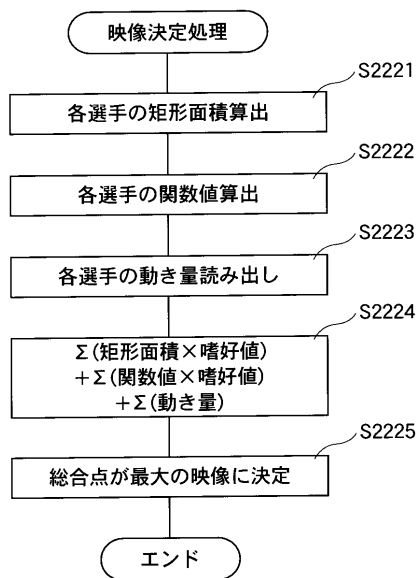 映像決定処理
S2221
各選手の矩形面積算出
S2222
各選手の関数値算出
S2223
各選手の動き量読み出し
S2224
Σ(矩形面積×嗜好値)
+Σ(関数値×嗜好値)
+Σ(動き量)
S2225
総合点が最大の映像に決定
エンド